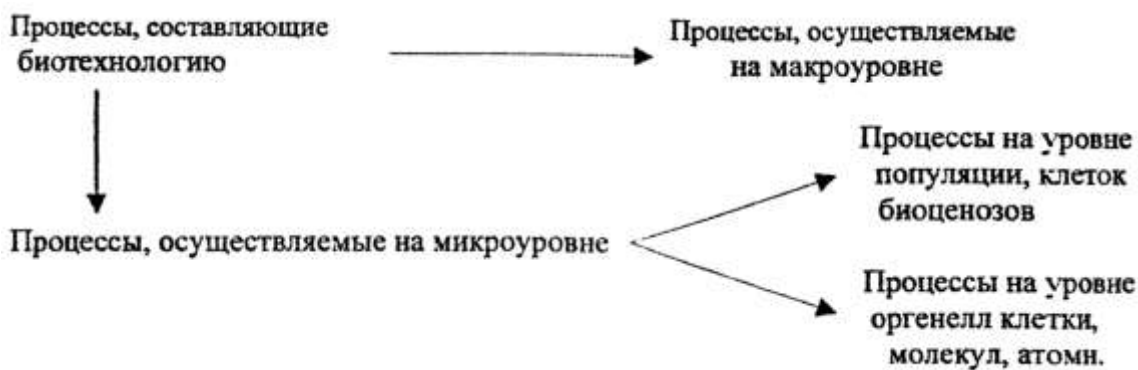 Процессы, составляющие
биотехнологию
Процессы, осуществляемые
на макроуровне
Процессы на уровне
популяции, клеток
биоценозов
Процессы, осуществляемые на микроуровне
Процессы на уровне
оргенелл клетки,
молекул, атомн.